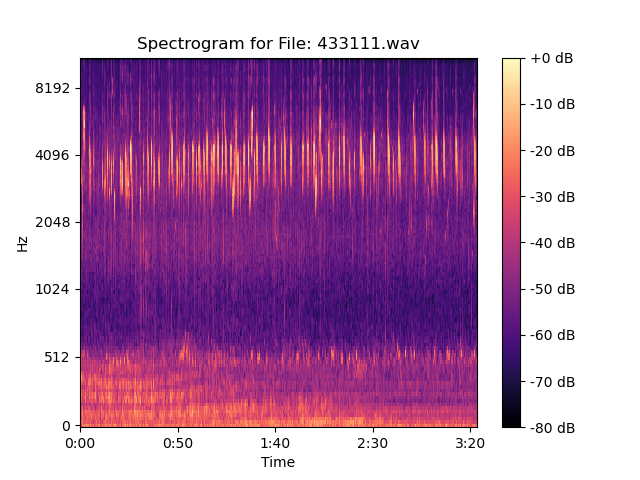 Spectrogram for File: 433111.wav
Hz
8192
4096
2048
1024
512
0
0:00 0:50 1:40 2:30 3:20
Time
+0 dB
-10 dB
-20 dB
-30 dB
-40 dB
-50 dB
-60 dB
-70 dB
-80 dB